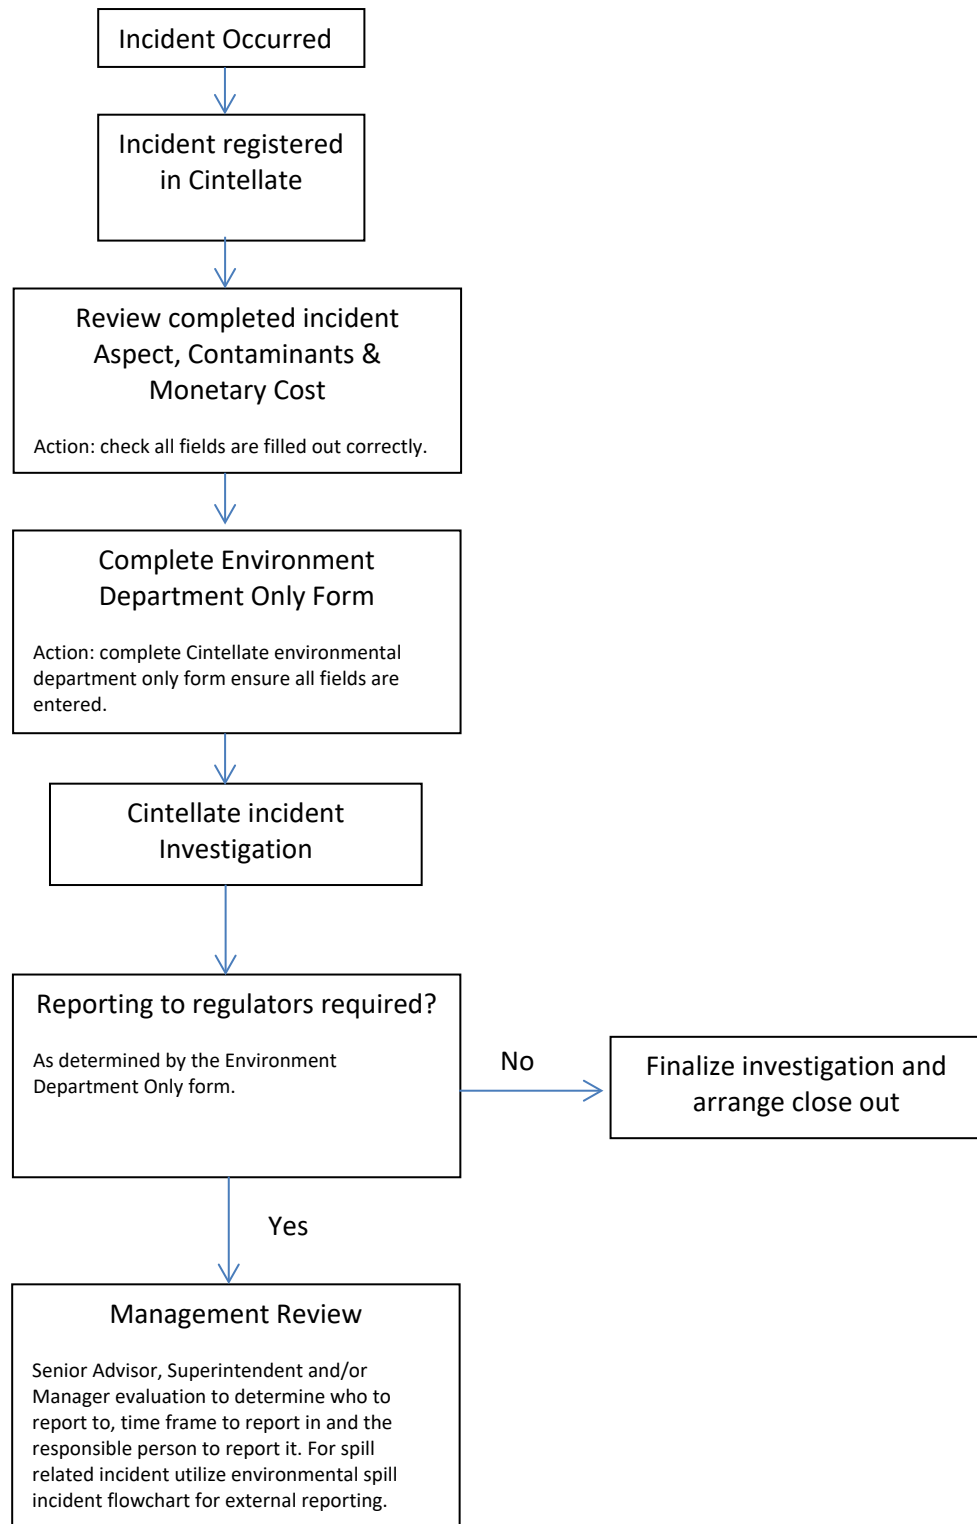 Incident Occurred
Incident registered
in Cintellate
Review completed incident
Aspect, Contaminants &
Monetary Cost
Action: check all fields are filled out correctly.
Complete Environment
Department Only Form
Action: complete Cintellate environmental
department only form ensure all fields are
entered.
Cintellate incident
Investigation
Reporting to regulators required?
As determined by the Environment
Department Only form.
No
Finalize investigation and
arrange close out
Yes
Management Review
Senior Advisor, Superintendent and/or
Manager evaluation to determine who to
report to, time frame to report in and the
responsible person to report it. For spill
related incident utilize environmental spill
incident flowchart for external reporting.